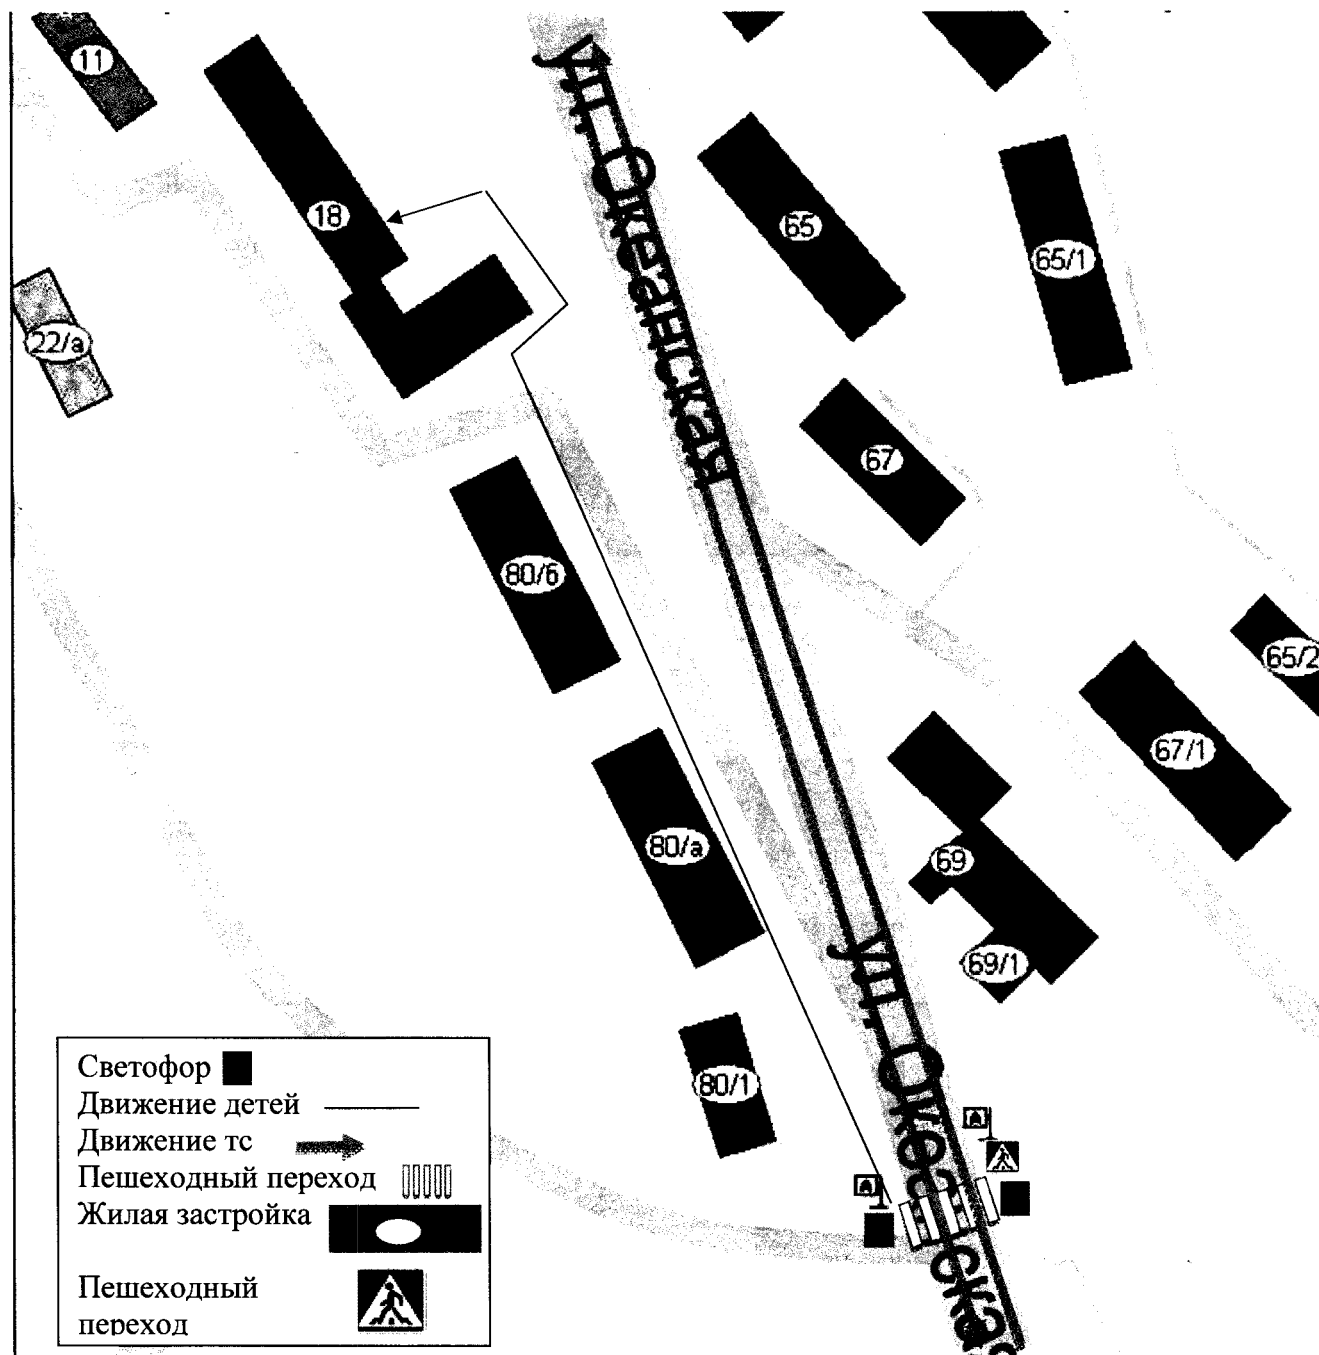 11
18
65
65/1
22/а
ул. Океанская
67
80/6
65/2
67/1
80/а
69
69/1
ул. Океанская
80/1
Светофор
Движение детей
Движение тс
Пешеходный переход
Жилая застройка
Пешеходный
переход